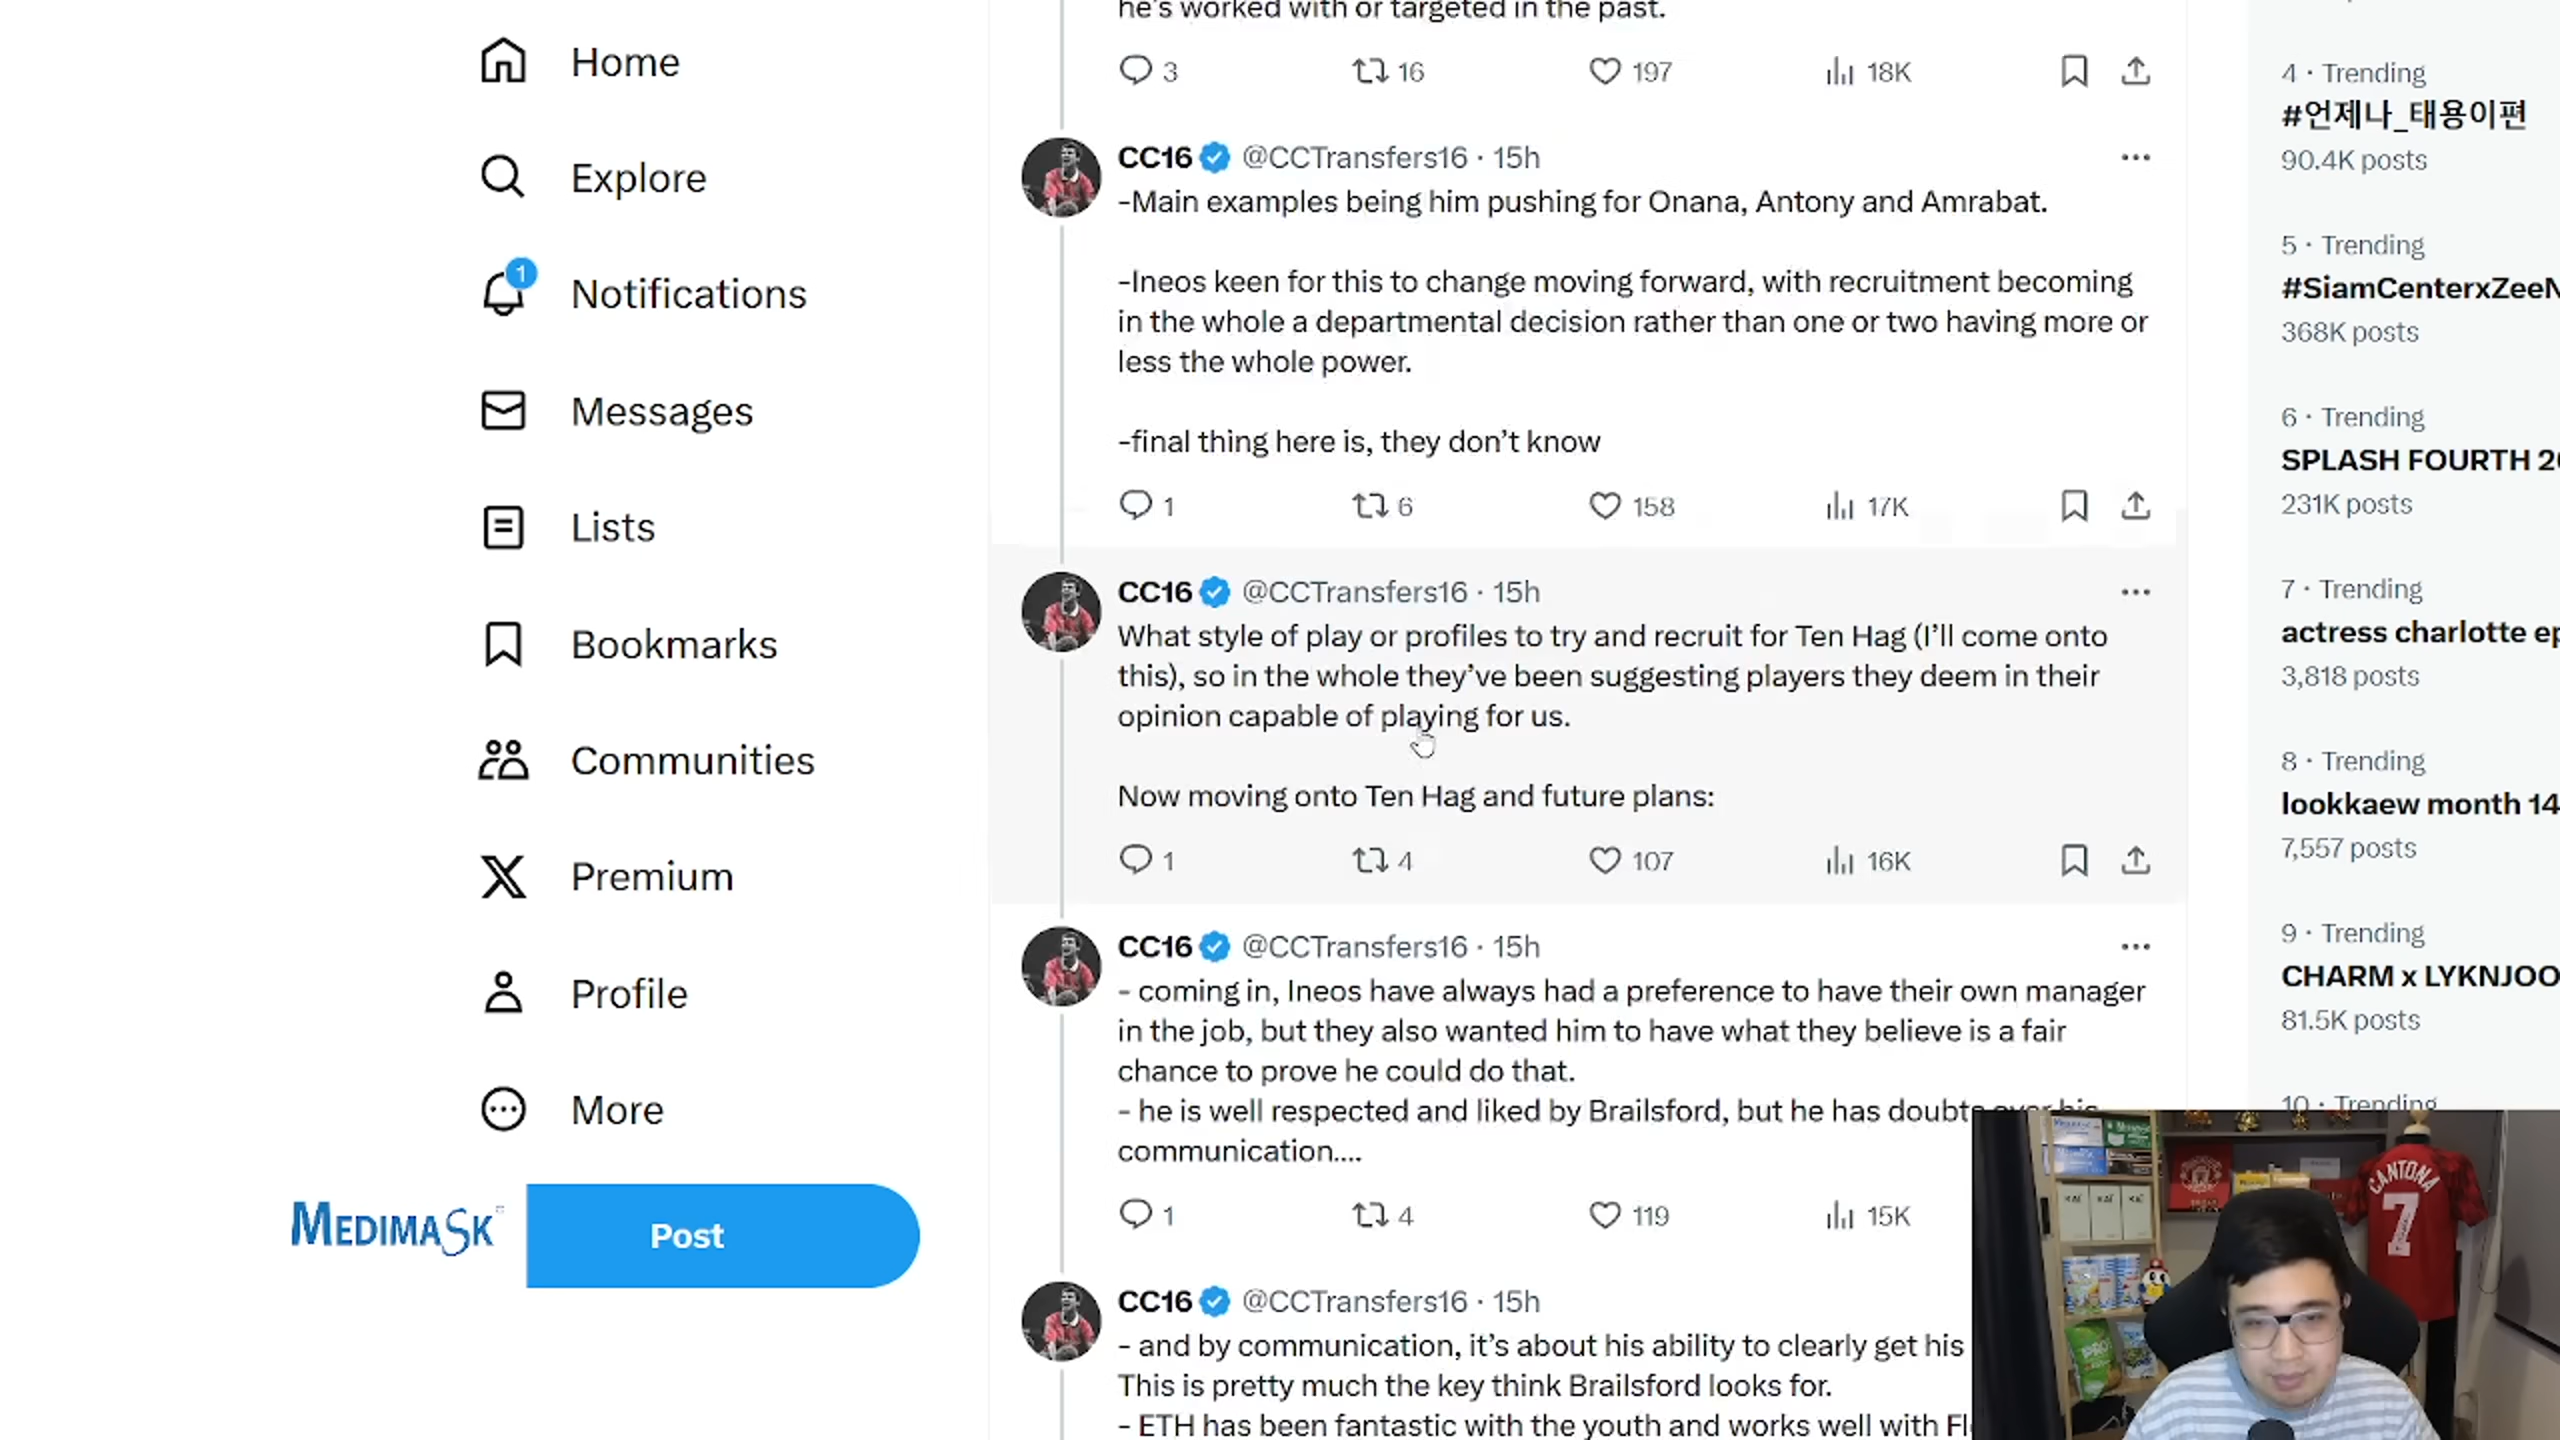 Home
Explore
1
Notifications
Messages
Lists
Bookmarks
Communities
Premium
Profile
More
MEDIMASK
Post
he's worked with or targeted in the past.
3 16 197 18K
CC16 @CCTransfers16 · 15h
-Main examples being him pushing for Onana, Antony and Amrabat.
-Ineos keen for this to change moving forward, with recruitment becoming
in the whole a departmental decision rather than one or two having more or
less the whole power.
-final thing here is, they don't know
1 6 158 17K
CC16 @CCTransfers16 · 15h
What style of play or profiles to try and recruit for Ten Hag (I'll come onto
this), so in the whole they've been suggesting players they deem in their
opinion capable of playing for us.
Now moving onto Ten Hag and future plans:
1 4 107 16K
CC16 @CCTransfers16 · 15h
- coming in, Ineos have always had a preference to have their own manager
in the job, but they also wanted him to have what they believe is a fair
chance to prove he could do that.
- he is well respected and liked by Brailsford, but he has doubts over his
communication....
1 4 119 15K
CC16 @CCTransfers16 · 15h
- and by communication, it's about his ability to clearly get his
This is pretty much the key think Brailsford looks for.
- ETH has been fantastic with the youth and works well with
4 · Trending
#언제나_태용이편
90.4K posts
5 · Trending
#SiamCenterxZeeN
368K posts
6 · Trending
SPLASH FOURTH
231K posts
7 · Trending
actress charlotte
3,818 posts
8 · Trending
lookkaew month 14
7,557 posts
9 · Trending
CHARM x LYKNJOO
81.5K posts
10 · Trending
CANTONA
7